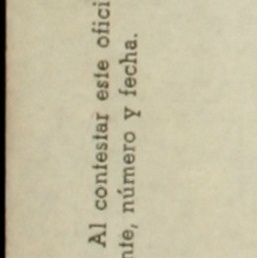 Al contestar este ofici
nte, número y fecha.